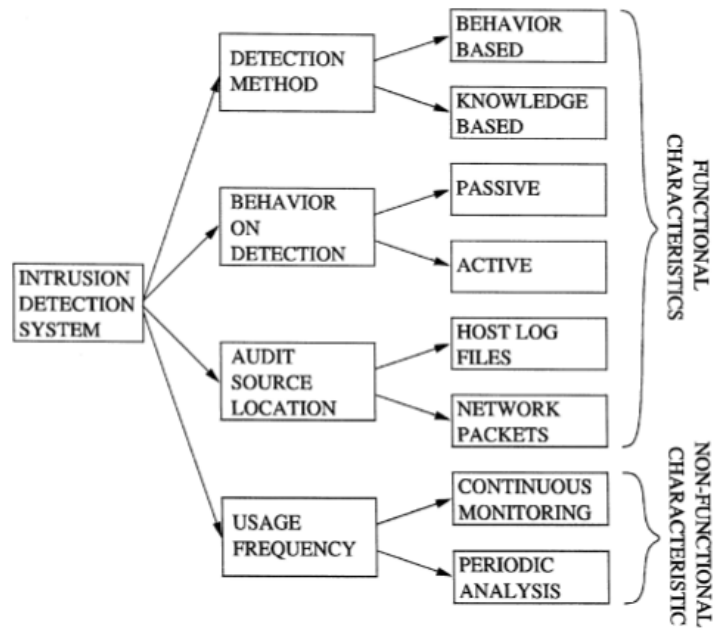 INTRUSION
DETECTION
SYSTEM
DETECTION
METHOD
BEHAVIOR
ON
DETECTION
AUDIT
SOURCE
LOCATION
USAGE
FREQUENCY
BEHAVIOR
BASED
KNOWLEDGE
BASED
PASSIVE
ACTIVE
HOST LOG
FILES
NETWORK
PACKETS
CONTINUOUS
MONITORING
PERIODIC
ANALYSIS
FUNCTIONAL
CHARACTERISTICS
NON-FUNCTIONAL
CHARACTERISTIC